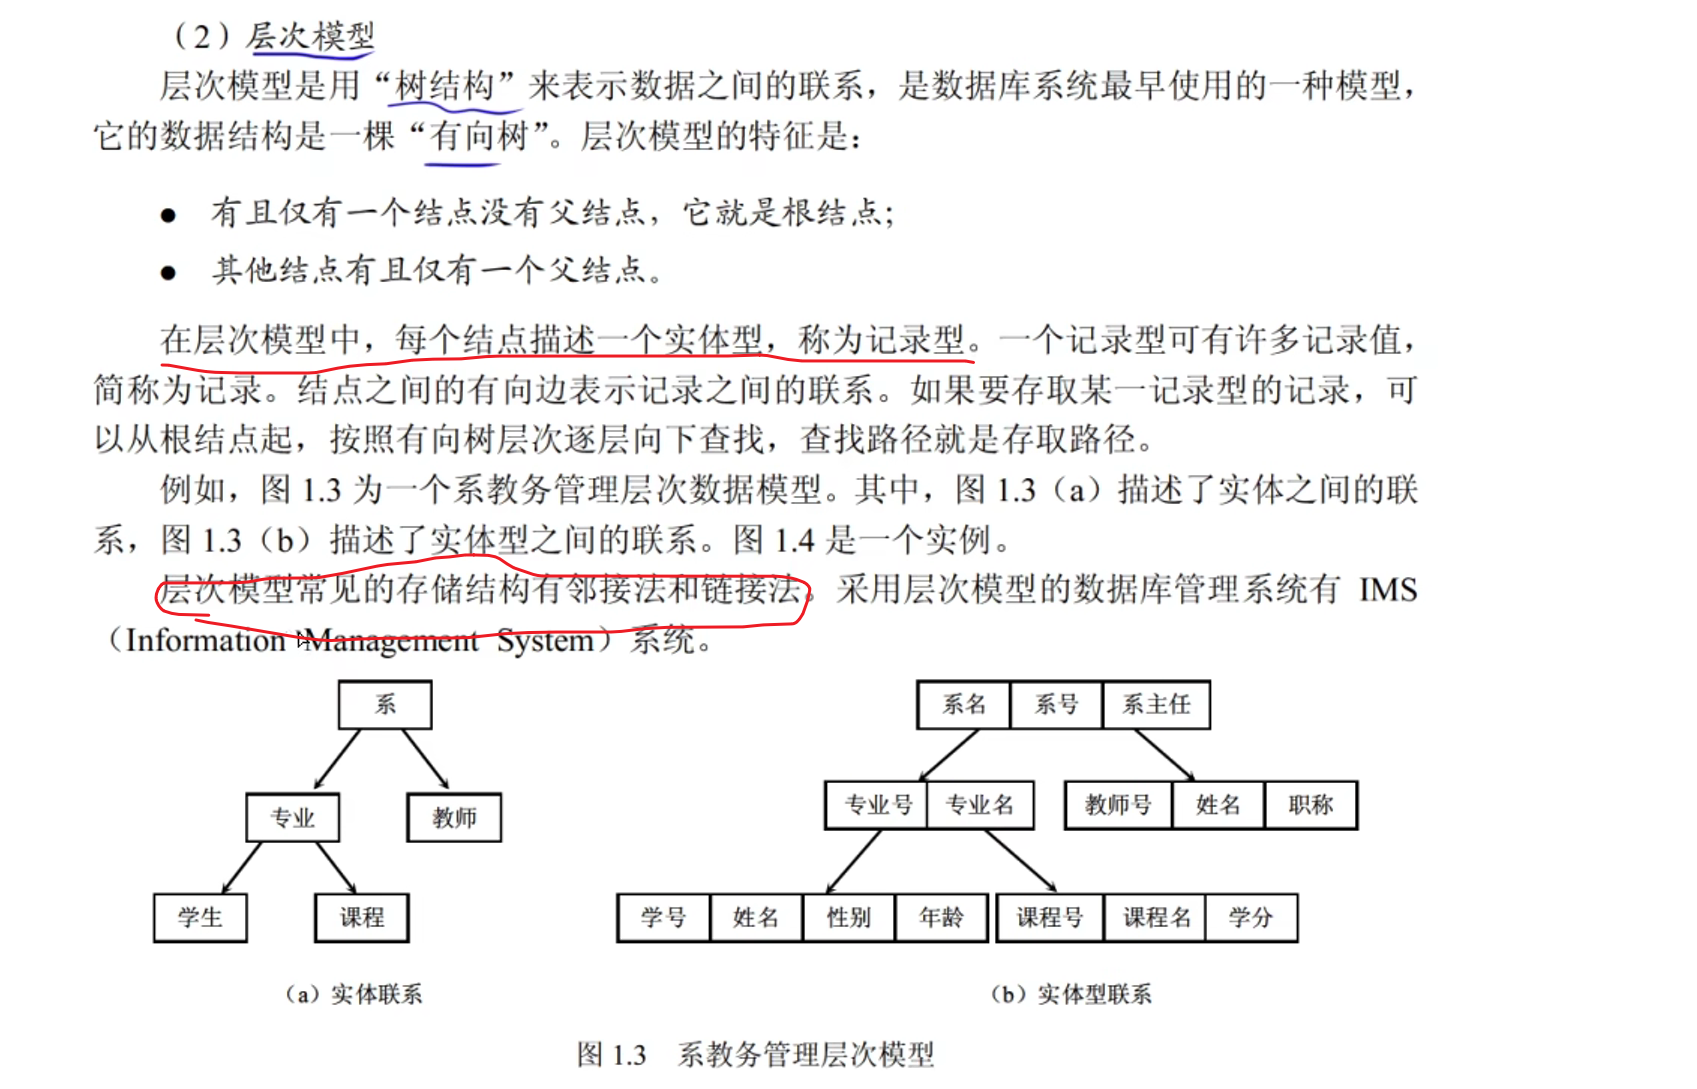 （2）层次模型
层次模型是用“树结构”来表示数据之间的联系，是数据库系统最早使用的一种模型，
它的数据结构是一棵“有向树”。层次模型的特征是：
● 有且仅有一个结点没有父结点，它就是根结点；
● 其他结点有且仅有一个父结点。
在层次模型中，每个结点描述一个实体型，称为记录型。一个记录型可有许多记录值，
简称为记录。结点之间的有向边表示记录之间的联系。如果要存取某一记录型的记录，可
以从根结点起，按照有向树层次逐层向下查找，查找路径就是存取路径。
例如，图 1.3 为一个系教务管理层次数据模型。其中，图 1.3（a）描述了实体之间的联
系，图 1.3（b）描述了实体型之间的联系。图 1.4 是一个实例。
层次模型常见的存储结构有邻接法和链接法。采用层次模型的数据库管理系统有 IMS
（Information Management System）系统。
系
专业 教师
学生 课程
（a）实体联系
系名 系号 系主任
专业号 专业名 教师号 姓名 职称
学号 姓名 性别 年龄 课程号 课程名 学分
（b）实体型联系
图 1.3 系教务管理层次模型